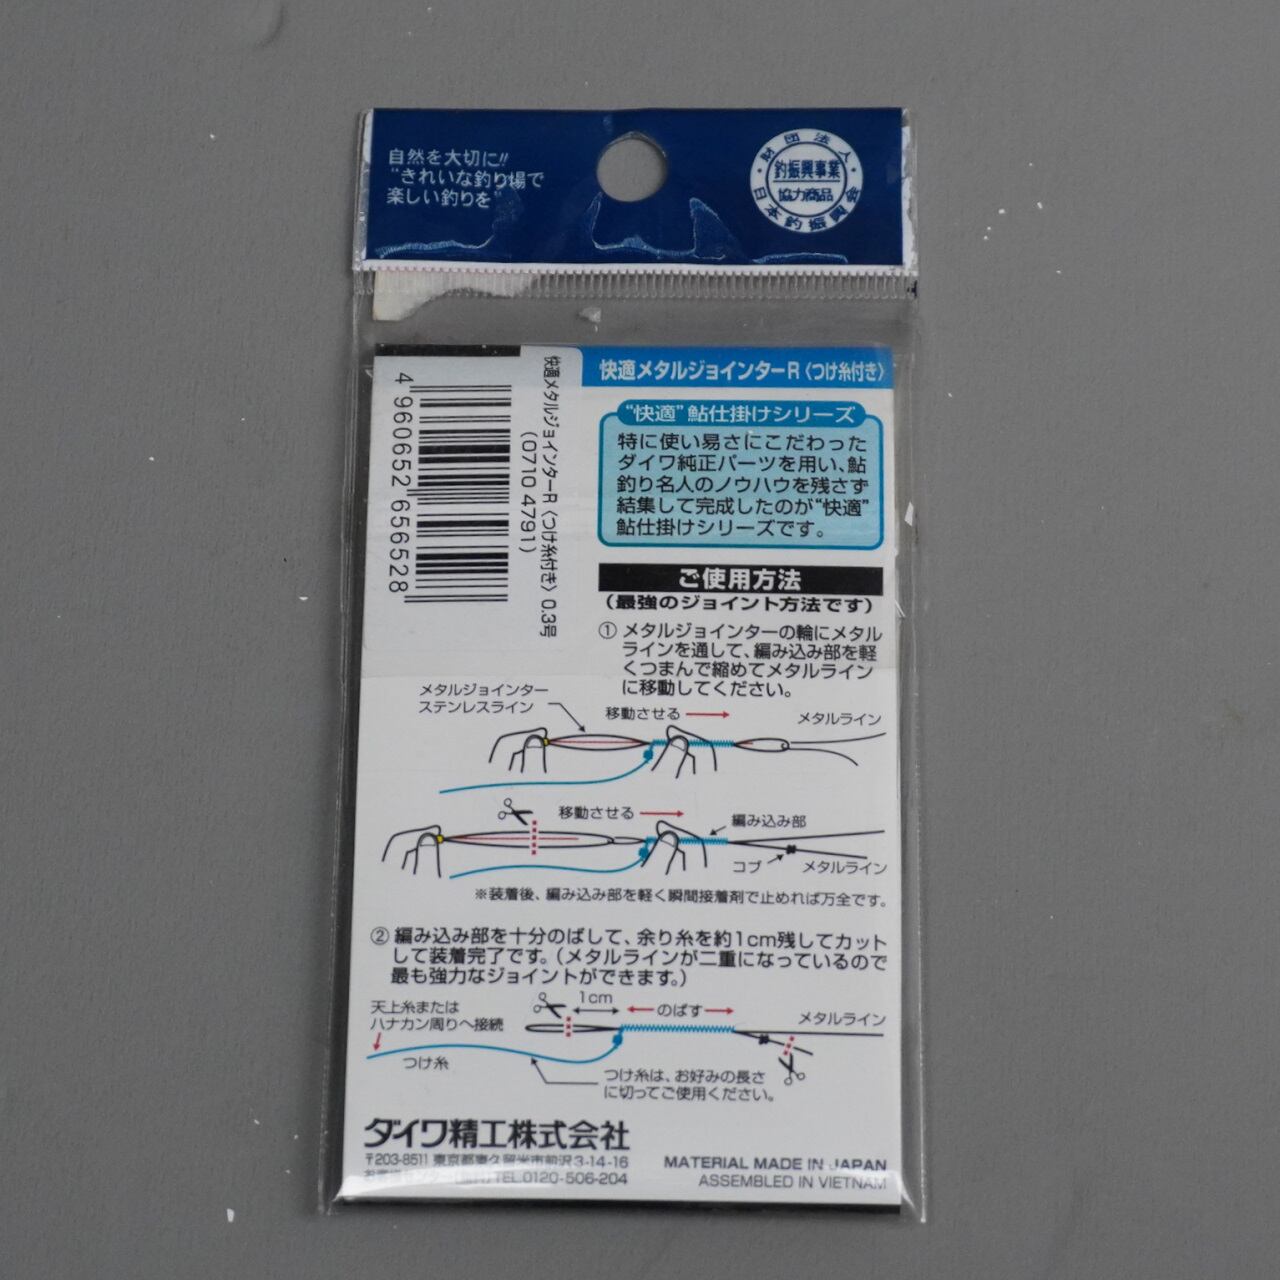 自然を大切に!!
“きれいな釣り場で
楽しい釣りを”
財団法人
釣振興事業
協力商品
日本釣振興会
快適メタルジョインターR〈つけ糸付き〉
4 960652 656528
快適メタルジョインターR〈つけ糸付き〉0.3号
(0710 4791)
“快適”鮎仕掛けシリーズ
特に使い易さにこだわった
ダイワ純正パーツを用い、鮎
釣り名人のノウハウを残さず
結集して完成したのが“快適”
鮎仕掛けシリーズです。
ご使用方法
(最強のジョイント方法です)
① メタルジョインターの輪にメタル
ラインを通して、編み込み部を軽
くつまんで縮めてメタルライン
に移動してください。
メタルジョインター
ステンレスライン
移動させる
メタルライン
移動させる
編み込み部
コブ
メタルライン
※装着後、編み込み部を軽く瞬間接着剤で止めれば万全です。
② 編み込み部を十分のばして、余り糸を約1cm残してカット
して装着完了です。(メタルラインが二重になっているので
最も強力なジョイントができます。)
天上糸または
ハナカン周りへ接続
1cm
のばす
メタルライン
つけ糸
つけ糸は、お好みの長さ
に切ってご使用ください。
ダイワ精工株式会社
〒203-8511 東京都東久留米市前沢3-14-16
お客様センター TEL.0120-506-204
MATERIAL MADE IN JAPAN
ASSEMBLED IN VIETNAM